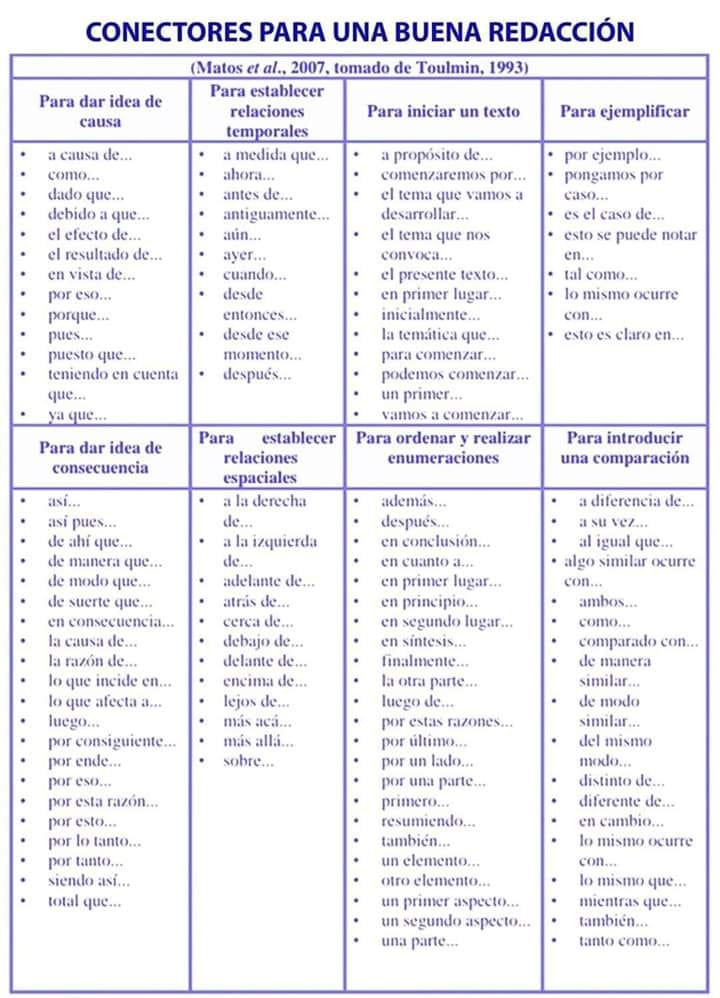 CONECTORES PARA UNA BUENA REDACCIÓN
(Matos et al., 2007, tomado de Toulmin, 1993)
Para dar idea de
causa
• a causa de...
• como...
• dado que...
• debido a que...
• el efecto de...
• el resultado de...
• en vista de...
• por eso...
• porque...
• pues...
• puesto que...
• teniendo en cuenta
que...
• ya que...
Para establecer
relaciones
temporales
• a medida que...
• ahora...
• antes de...
• antiguamente...
• aún...
• ayer...
• cuando...
• desde
entonces...
• desde ese
momento...
• después...
Para iniciar un texto
• a propósito de...
• comenzaremos por...
• el tema que vamos a
desarrollar...
• el tema que nos
convoca...
• el presente texto...
• en primer lugar...
• inicialmente...
• la temática que...
• para comenzar...
• podemos comenzar...
• un primer...
• vamos a comenzar...
Para ejemplificar
• por ejemplo...
• pongamos por
caso...
• es el caso de...
• esto se puede notar
en...
• tal como...
• lo mismo ocurre
con...
• esto es claro en...
Para dar idea de
consecuencia
• así...
• así pues...
• de ahí que...
• de manera que...
• de modo que...
• de suerte que...
• en consecuencia...
• la causa de...
• la razón de...
• lo que incide en...
• lo que afecta a...
• luego...
• por consiguiente...
• por ende...
• por eso...
• por esta razón...
• por esto...
• por lo tanto...
• por tanto...
• siendo así...
• total que...
Para establecer
relaciones
espaciales
• a la derecha
de...
• a la izquierda
de...
• adelante de...
• atrás de...
• cerca de...
• debajo de...
• delante de...
• encima de...
• lejos de...
• más acá...
• más allá...
• sobre...
Para ordenar y realizar
enumeraciones
• además...
• después...
• en conclusión...
• en cuanto a...
• en primer lugar...
• en principio...
• en segundo lugar...
• en síntesis...
• finalmente...
• la otra parte...
• luego de...
• por estas razones...
• por último...
• por un lado...
• por una parte...
• primero...
• resumiendo...
• también...
• un elemento...
• otro elemento...
• un primer aspecto...
• un segundo aspecto...
• una parte...
Para introducir
una comparación
• a diferencia de...
• a su vez...
• al igual que...
• algo similar ocurre
con...
• ambos...
• como...
• comparado con...
• de manera
similar...
• de modo
similar...
• del mismo
modo...
• distinto de...
• diferente de...
• en cambio...
• lo mismo ocurre
con...
• lo mismo que...
• mientras que...
• también...
• tanto como...